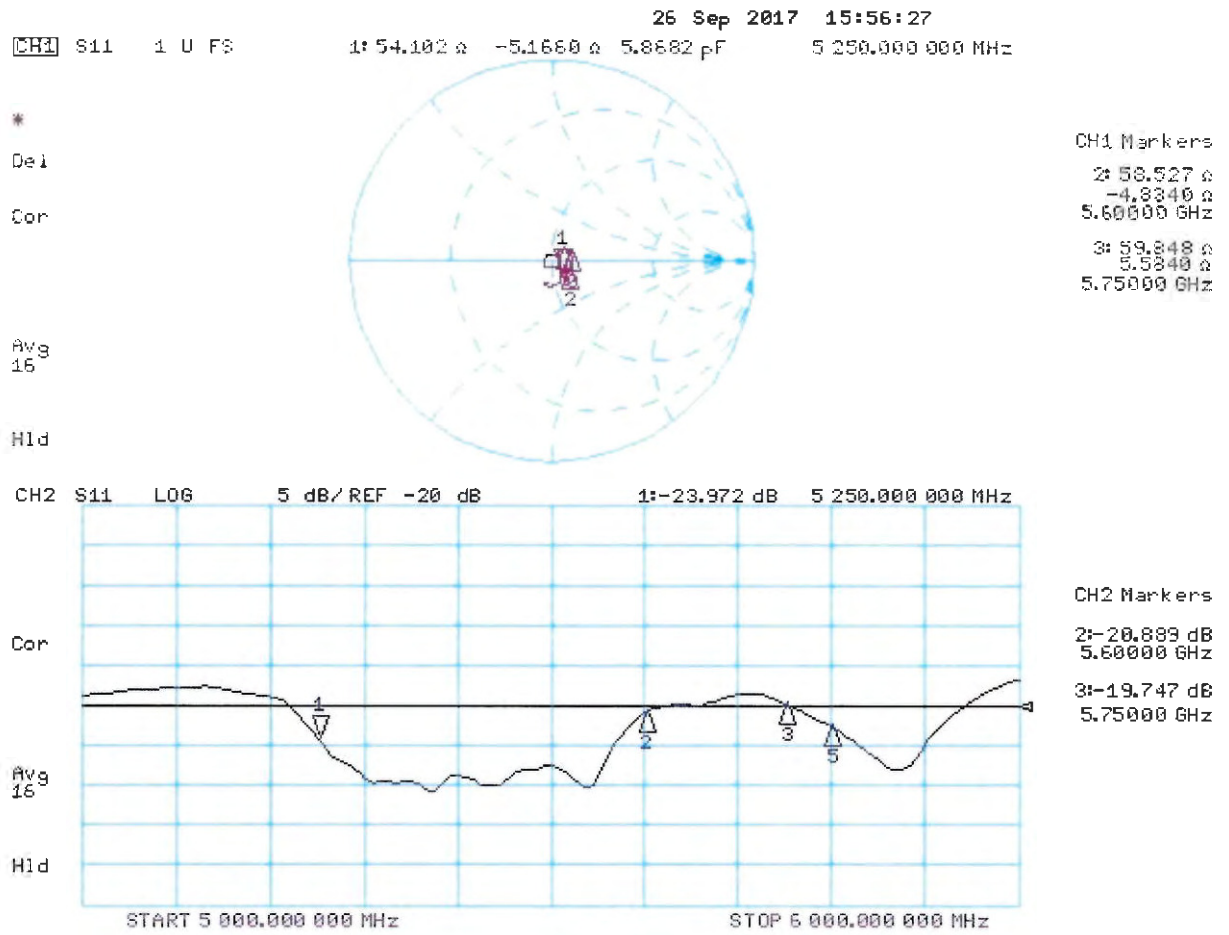 26 Sep 2017 15:56:27
CH1 S11 1 U FS 1: 54.102 Ω -5.1660 Ω 5.8682 pF 5 250.000 000 MHz
*
Del
Cor
Avg
16
Hld
1
2
CH1 Markers
2: 58.527 Ω
-4.8340 Ω
5.60000 GHz
3: 59.848 Ω
5.5840 Ω
5.75000 GHz
CH2 S11 LOG 5 dB/REF -20 dB 1:-23.972 dB 5 250.000 000 MHz
Cor
Avg
16
Hld
1
2
3
5
CH2 Markers
2:-20.889 dB
5.60000 GHz
3:-19.747 dB
5.75000 GHz
START 5 000.000 000 MHz STOP 6 000.000 000 MHz